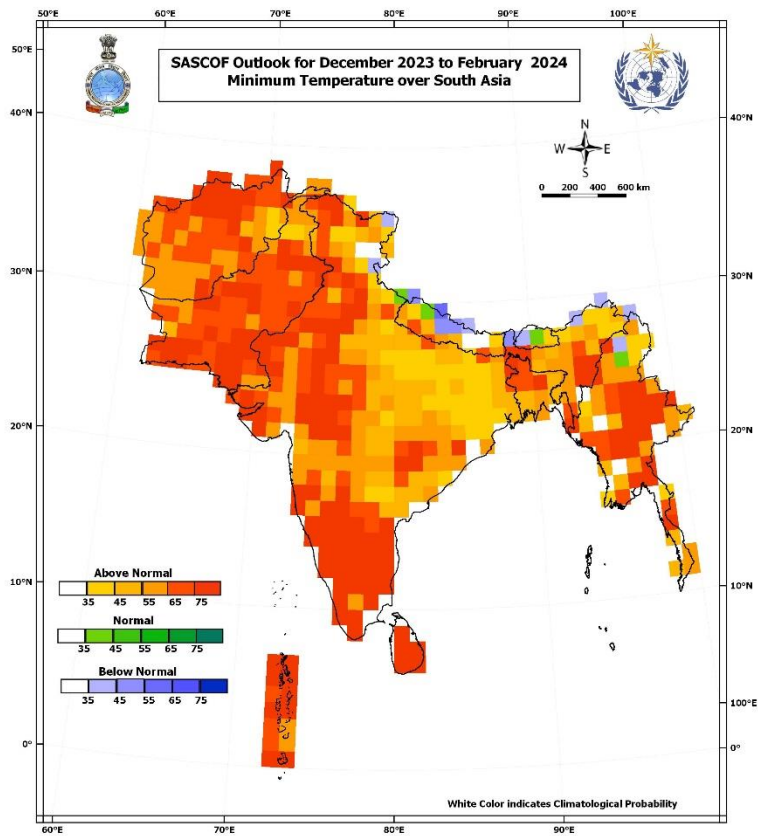 50°E 60°E 70°E 80°E 90°E 100°E
SASCOF Outlook for December 2023 to February 2024
Minimum Temperature over South Asia
50°N
50°N
40°N
40°N
N
W E
S
0 200 400 600 km
30°N
30°N
20°N
20°N
10°N
10°N
Above Normal
35 45 55 65 75
Normal
35 45 55 65 75
Below Normal
35 45 55 65 75
100°E
0°
0°
White Color indicates Climatological Probability
60°E 70°E 80°E 90°E